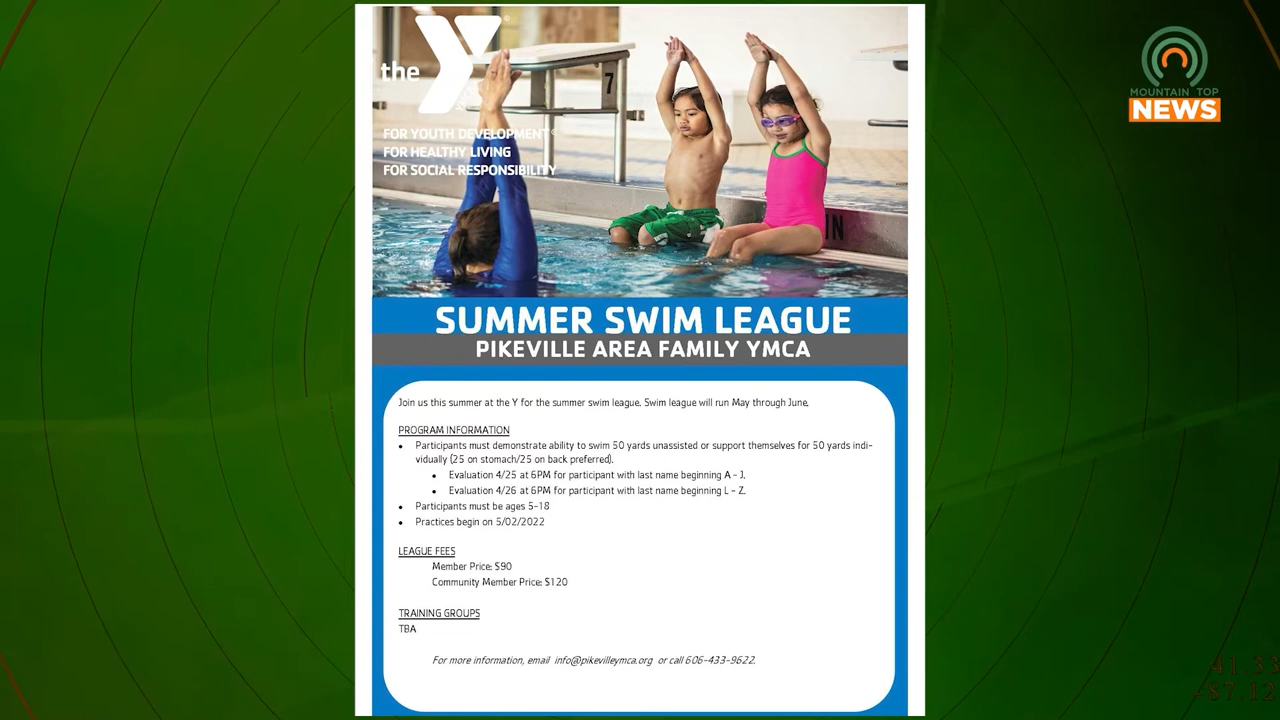 the Y
FOR YOUTH DEVELOPMENT®
FOR HEALTHY LIVING
FOR SOCIAL RESPONSIBILITY
7
IN
MOUNTAIN TOP
NEWS
SUMMER SWIM LEAGUE
PIKEVILLE AREA FAMILY YMCA
Join us this summer at the Y for the summer swim league. Swim league will run May through June.
PROGRAM INFORMATION
• Participants must demonstrate ability to swim 50 yards unassisted or support themselves for 50 yards indi-
vidually (25 on stomach/25 on back preferred).
• Evaluation 4/25 at 6PM for participant with last name beginning A - J.
• Evaluation 4/26 at 6PM for participant with last name beginning L - Z.
• Participants must be ages 5-18
• Practices begin on 5/02/2022
LEAGUE FEES
Member Price: $90
Community Member Price: $120
TRAINING GROUPS
TBA
For more information, email info@pikevilleymca.org or call 606-433-9622.
41.33
-87.12